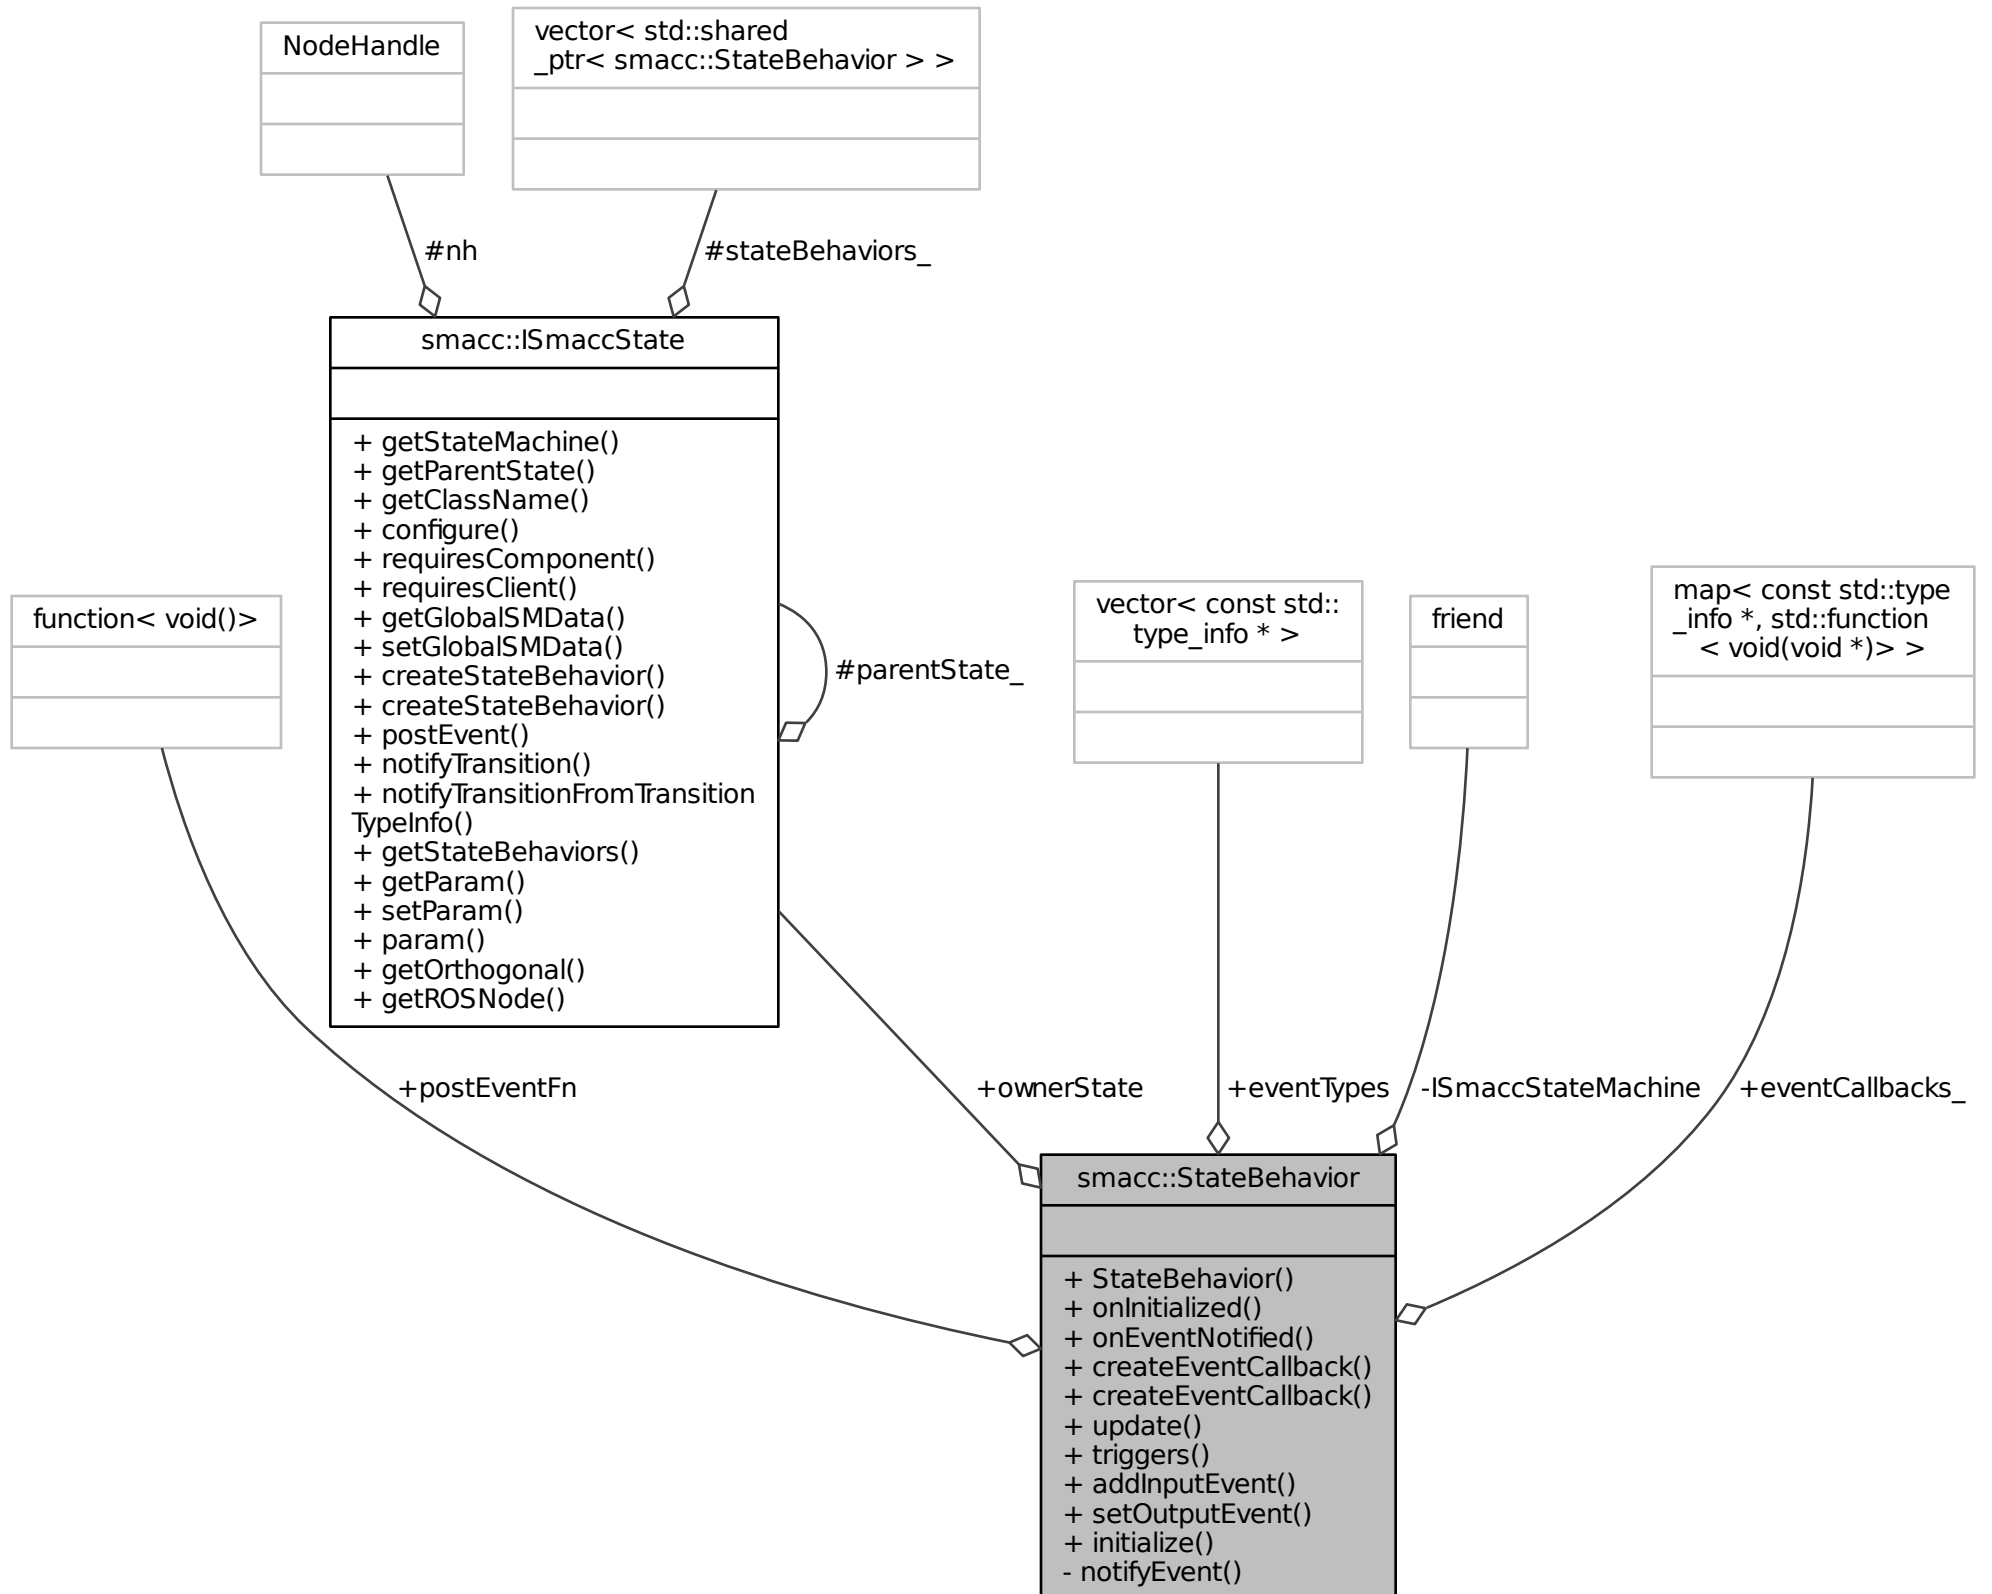 NodeHandle
vector< std::shared
_ptr< smacc::StateBehavior > >
#nh
#stateBehaviors_
smacc::ISmaccState
+ getStateMachine()
+ getParentState()
+ getClassName()
+ configure()
+ requiresComponent()
+ requiresClient()
+ getGlobalSMData()
+ setGlobalSMData()
+ createStateBehavior()
+ createStateBehavior()
+ postEvent()
+ notifyTransition()
+ notifyTransitionFromTransition
TypeInfo()
+ getStateBehaviors()
+ getParam()
+ setParam()
+ param()
+ getOrthogonal()
+ getROSNode()
#parentState_
function< void()>
vector< const std::
type_info * >
friend
map< const std::type
_info *, std::function
< void(void *)> >
+postEventFn
+ownerState
+eventTypes
-ISmaccStateMachine
+eventCallbacks_
smacc::StateBehavior
+ StateBehavior()
+ onInitialized()
+ onEventNotified()
+ createEventCallback()
+ createEventCallback()
+ update()
+ triggers()
+ addInputEvent()
+ setOutputEvent()
+ initialize()
- notifyEvent()